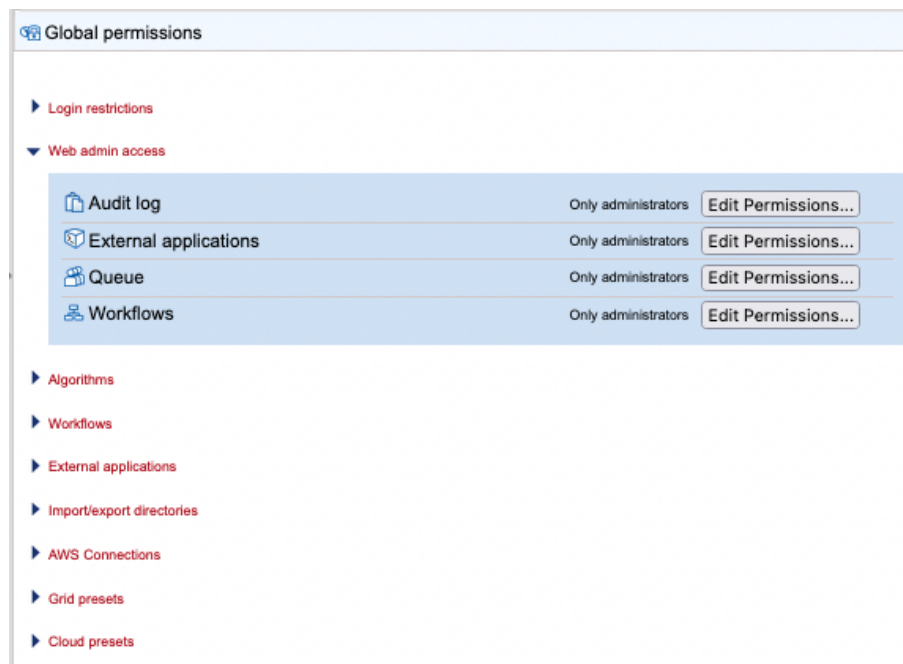 Global permissions
Login restrictions
Web admin access
Audit log Only administrators Edit Permissions...
External applications Only administrators Edit Permissions...
Queue Only administrators Edit Permissions...
Workflows Only administrators Edit Permissions...
Algorithms
Workflows
External applications
Import/export directories
AWS Connections
Grid presets
Cloud presets